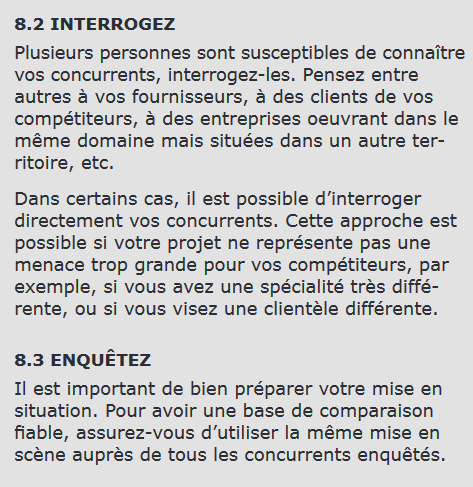 8.2 INTERROGEZ
Plusieurs personnes sont susceptibles de connaître
vos concurrents, interrogez-les. Pensez entre
autres à vos fournisseurs, à des clients de vos
compétiteurs, à des entreprises oeuvrant dans le
même domaine mais situées dans un autre ter-
ritoire, etc.
Dans certains cas, il est possible d’interroger
directement vos concurrents. Cette approche est
possible si votre projet ne représente pas une
menace trop grande pour vos compétiteurs, par
exemple, si vous avez une spécialité très diffé-
rente, ou si vous visez une clientèle différente.
8.3 ENQUÊTEZ
Il est important de bien préparer votre mise en
situation. Pour avoir une base de comparaison
fiable, assurez-vous d’utiliser la même mise en
scène auprès de tous les concurrents enquêtés.